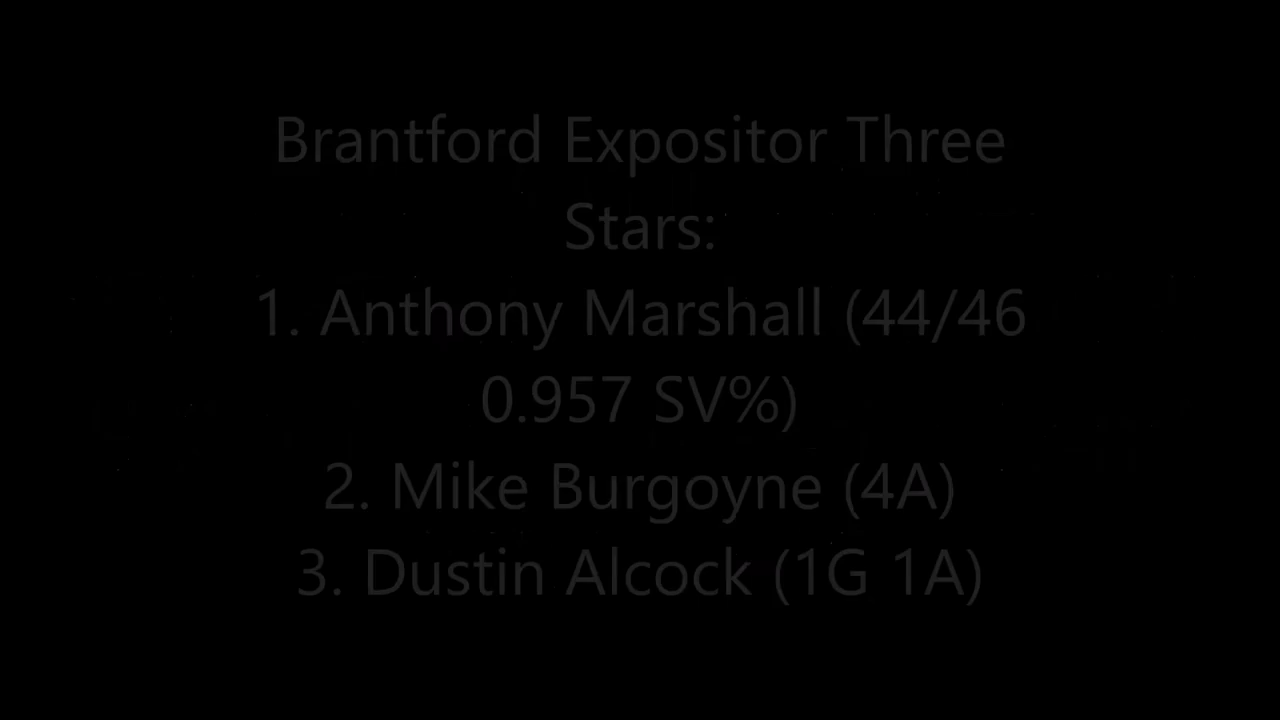 Brantford Expositor Three
Stars:
1. Anthony Marshall (44/46
0.957 SV%)
2. Mike Burgoyne (4A)
3. Dustin Alcock (1G 1A)